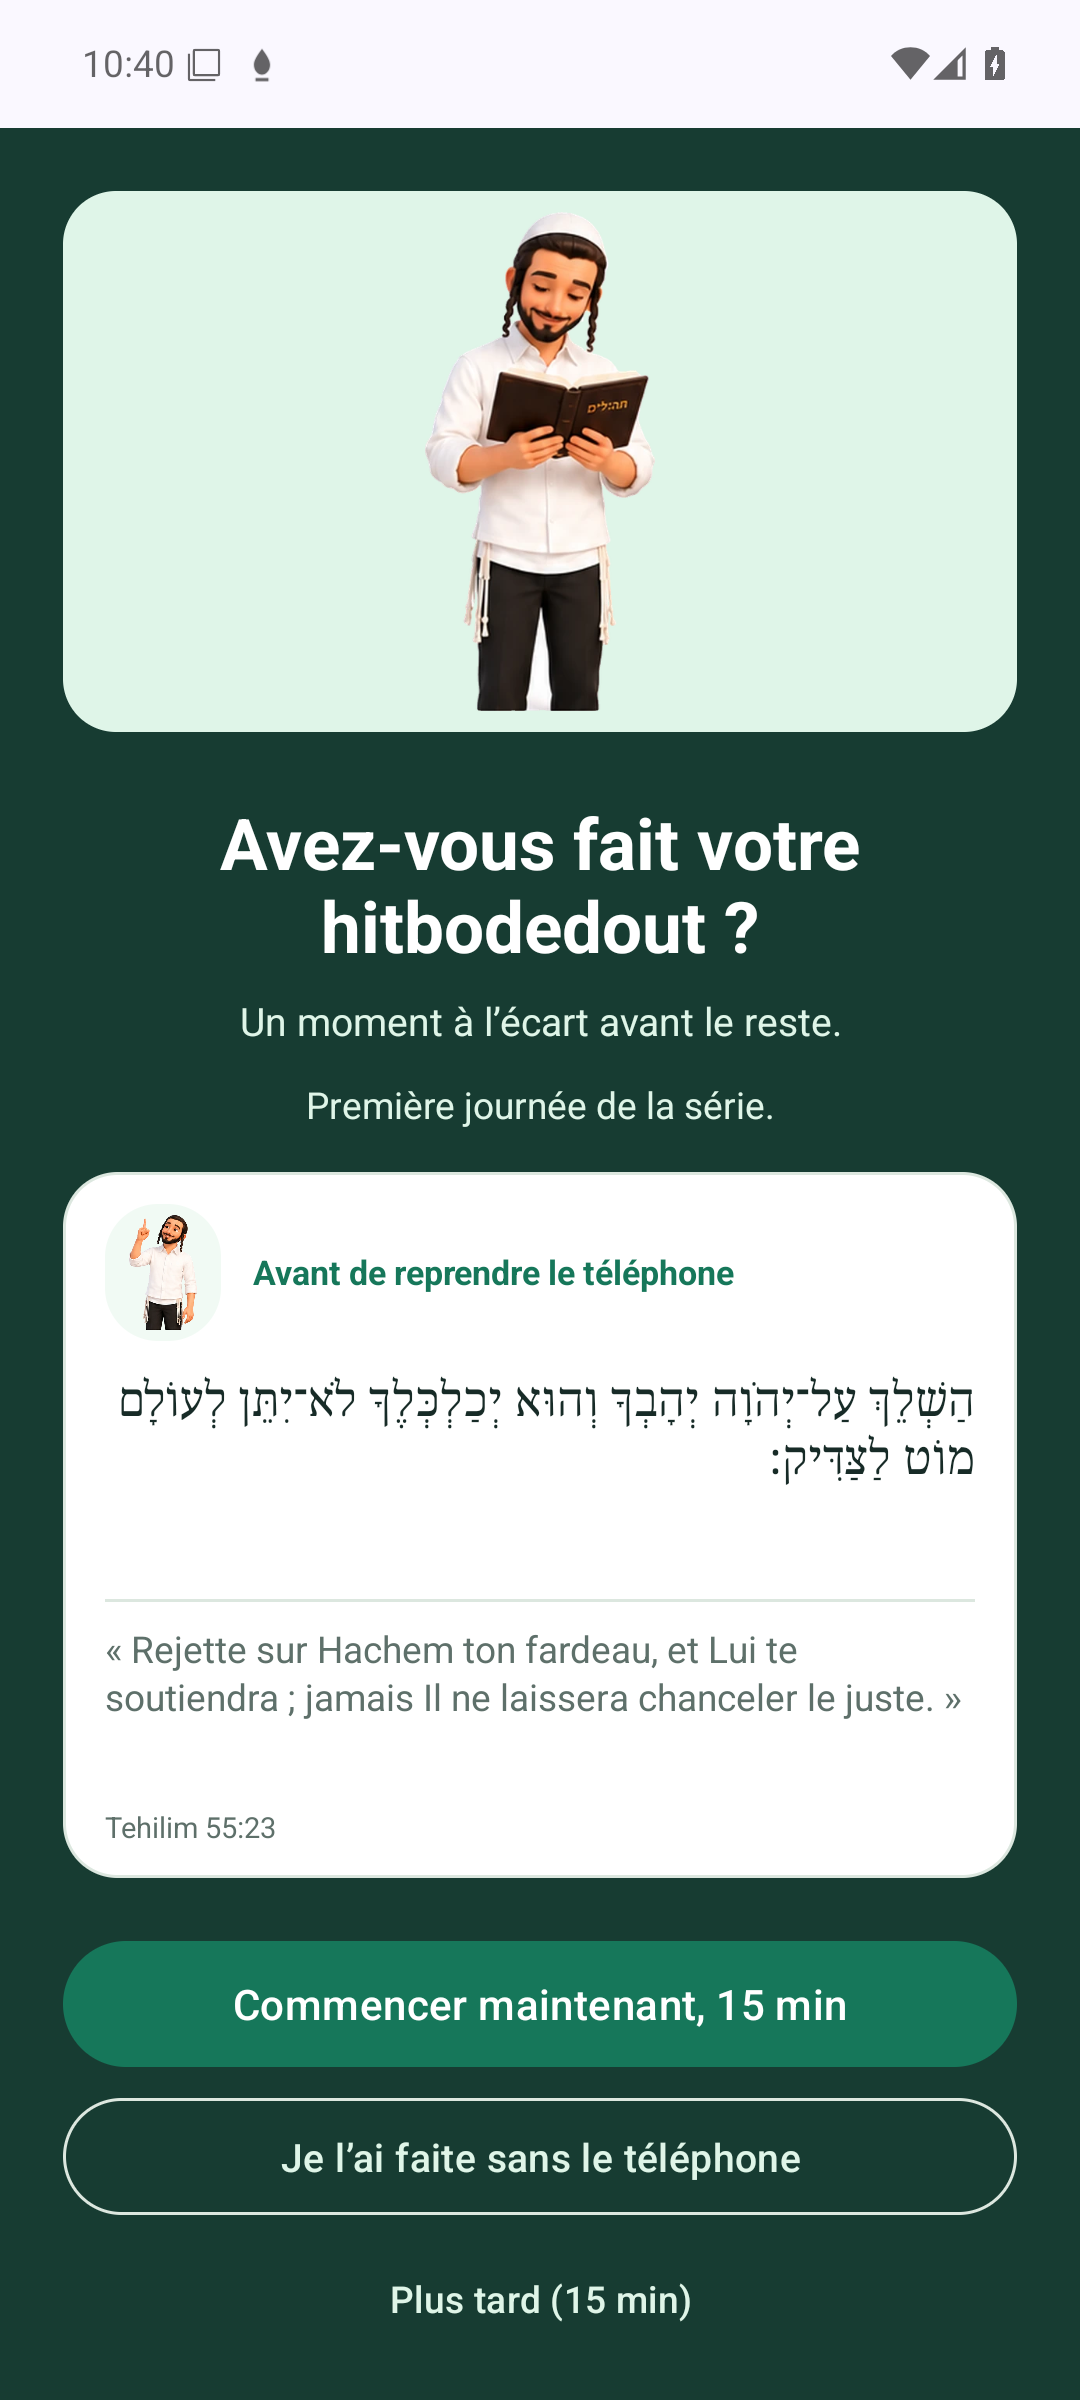 10:40
תהילים
Avez-vous fait votre
hitbodedout ?
Un moment à l’écart avant le reste.
Première journée de la série.
Avant de reprendre le téléphone
הַשְׁלֵךְ עַל־יְהֹוָה יְהָבְךָ וְהוּא יְכַלְכְּלֶךָ לֹא־יִתֵּן לְעוֹלָם
מוֹט לַצַּדִּיק׃
« Rejette sur Hachem ton fardeau, et Lui te
soutiendra ; jamais Il ne laissera chanceler le juste. »
Tehilim 55:23
Commencer maintenant, 15 min
Je l’ai faite sans le téléphone
Plus tard (15 min)